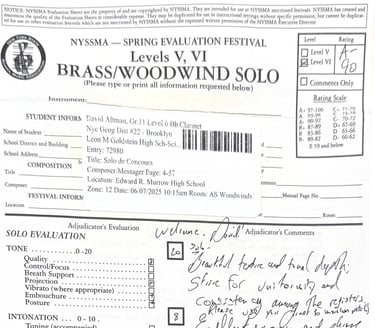 NOTICE: NYSSMA Evaluation Sheets are the property of and are copyrighted by NYSSMA. They are intended for use at NYSSMA sanctioned festivals. NYSSMA has created and
maintains the quality of the Evaluation Sheets at considerable expense. They may be duplicated for use in instructional settings without specific permission, but cannot be duplicat-
ed for use in other evaluation festivals which are not sanctioned by NYSSMA without the expressed written permission of the NYSSMA Executive Director.
NYSSMA — SPRING EVALUATION FESTIVAL
Levels V, VI
BRASS/WOODWIND SOLO
(Please type or print all information requested below)
Level Rating
Level V
Level VI
A-
90
Comments Only
Rating Scale
A+ 97-100
A 93-96
A- 90-92
B+ 87-89
B 83-86
B- 80-82
C+ 77-79
C 73-76
C- 70-72
D+ 67-69
D 63-66
D- 60-62
E 59 and below
Instrument:
STUDENT INFORM
Name of Student
School District and Building
School Address
COMPOSITION
Title
Composer
FESTIVAL INFORM
Location
David Altman, Gr.11 Level 6 Bb Clarinet
Nyc Geog Dist #22 - Brooklyn
Leon M Goldstein High Sch-Sci
Entry: 72980
Title: Solo de Concours
Composer: Messager Page: 4-57
Location: Edward R. Murrow High School
Zone: 12 Date: 06/07/2025 10:15am Room: AS Woodwinds
Manual Page No.
Room
Adjudicator's Evaluation
Adjudicator's Comments
SOLO EVALUATION
Welcome, David!
TONE 0 - 20
Quality
Control/Focus
Breath Support
Projection
Vibrato (where appropriate)
Embouchure
Posture
Beautiful texture and tonal depth.
Strive for uniformity and
consistency among the registers
INTONATION ... 0 - 10
8
Tuning (accompanied)